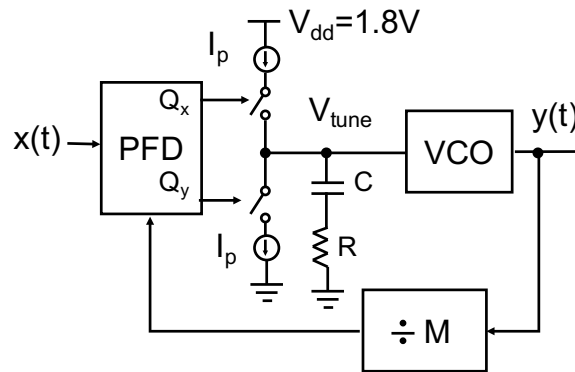 I_p
V_dd=1.8V
Q_x
x(t)
PFD
V_tune
VCO
y(t)
Q_y
C
I_p
R
÷ M